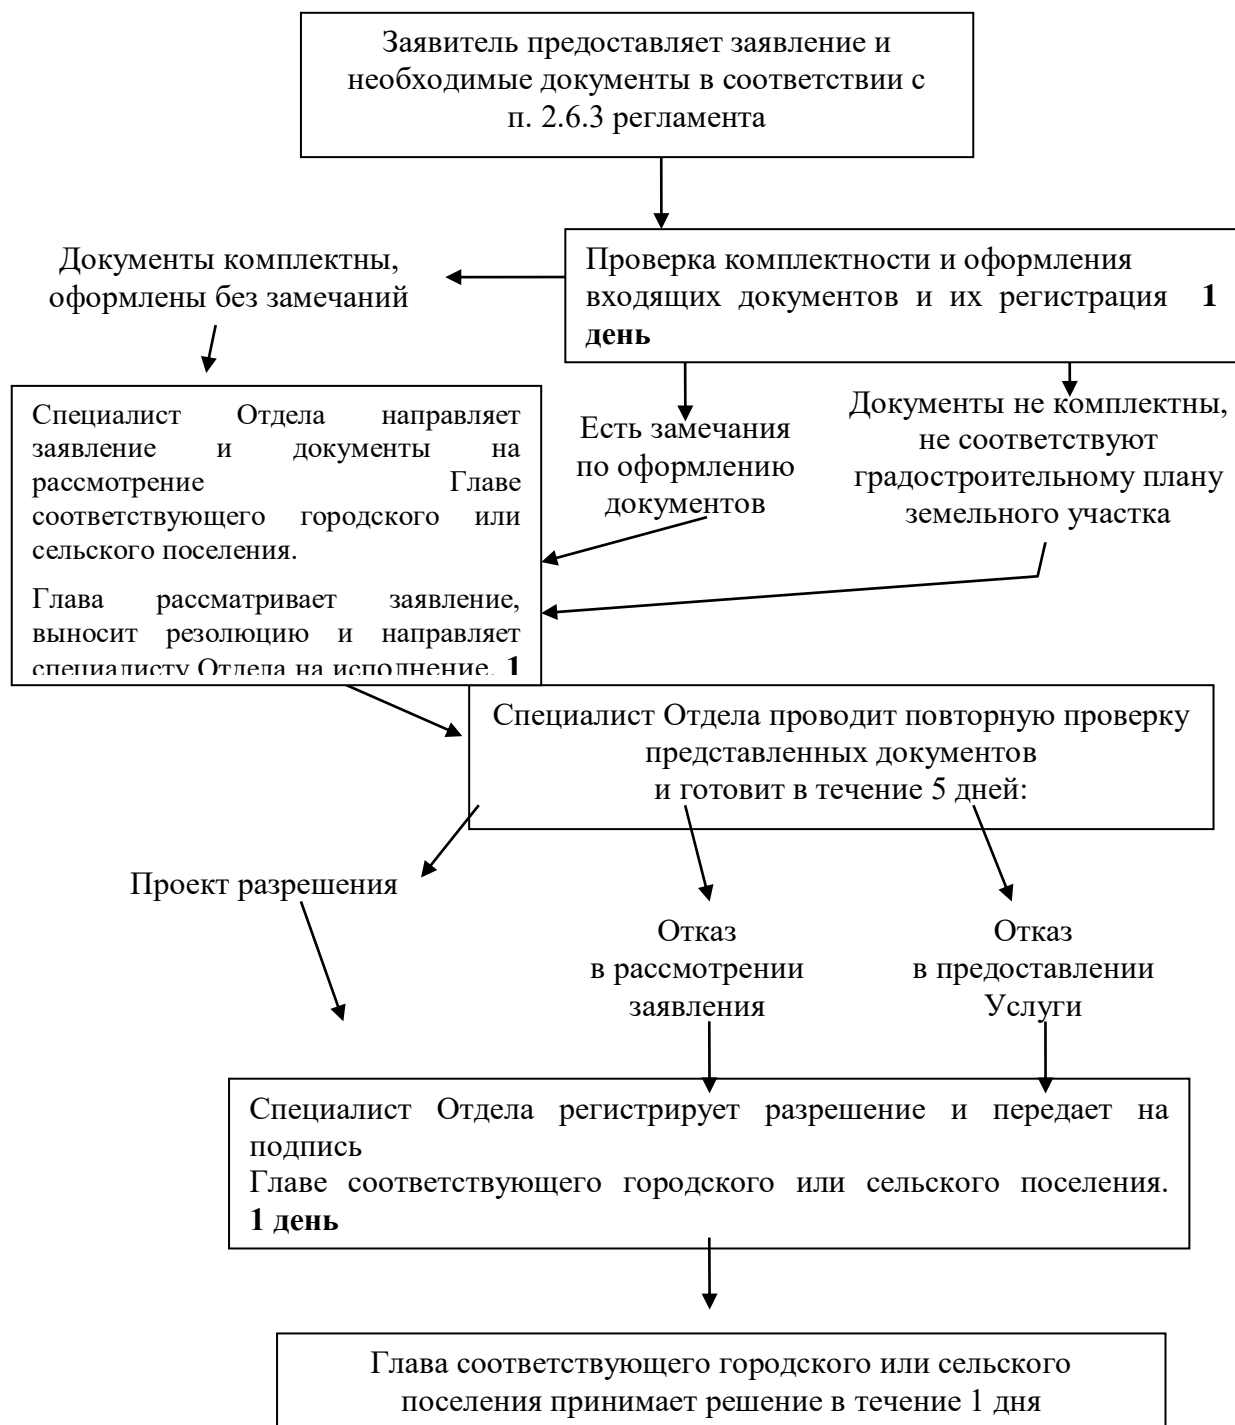 Заявитель предоставляет заявление и
необходимые документы в соответствии с
п. 2.6.3 регламента
Документы комплектны,
оформлены без замечаний
Проверка комплектности и оформления
входящих документов и их регистрация 1
день
Специалист Отдела направляет
заявление и документы на
рассмотрение Главе
соответствующего городского или
сельского поселения.
Глава рассматривает заявление,
выносит резолюцию и направляет
специалисту Отдела на исполнение. 1
Есть замечания
по оформлению
документов
Документы не комплектны,
не соответствуют
градостроительному плану
земельного участка
Специалист Отдела проводит повторную проверку
представленных документов
и готовит в течение 5 дней:
Проект разрешения
Отказ
в рассмотрении
заявления
Отказ
в предоставлении
Услуги
Специалист Отдела регистрирует разрешение и передает на
подпись
Главе соответствующего городского или сельского поселения.
1 день
Глава соответствующего городского или сельского
поселения принимает решение в течение 1 дня